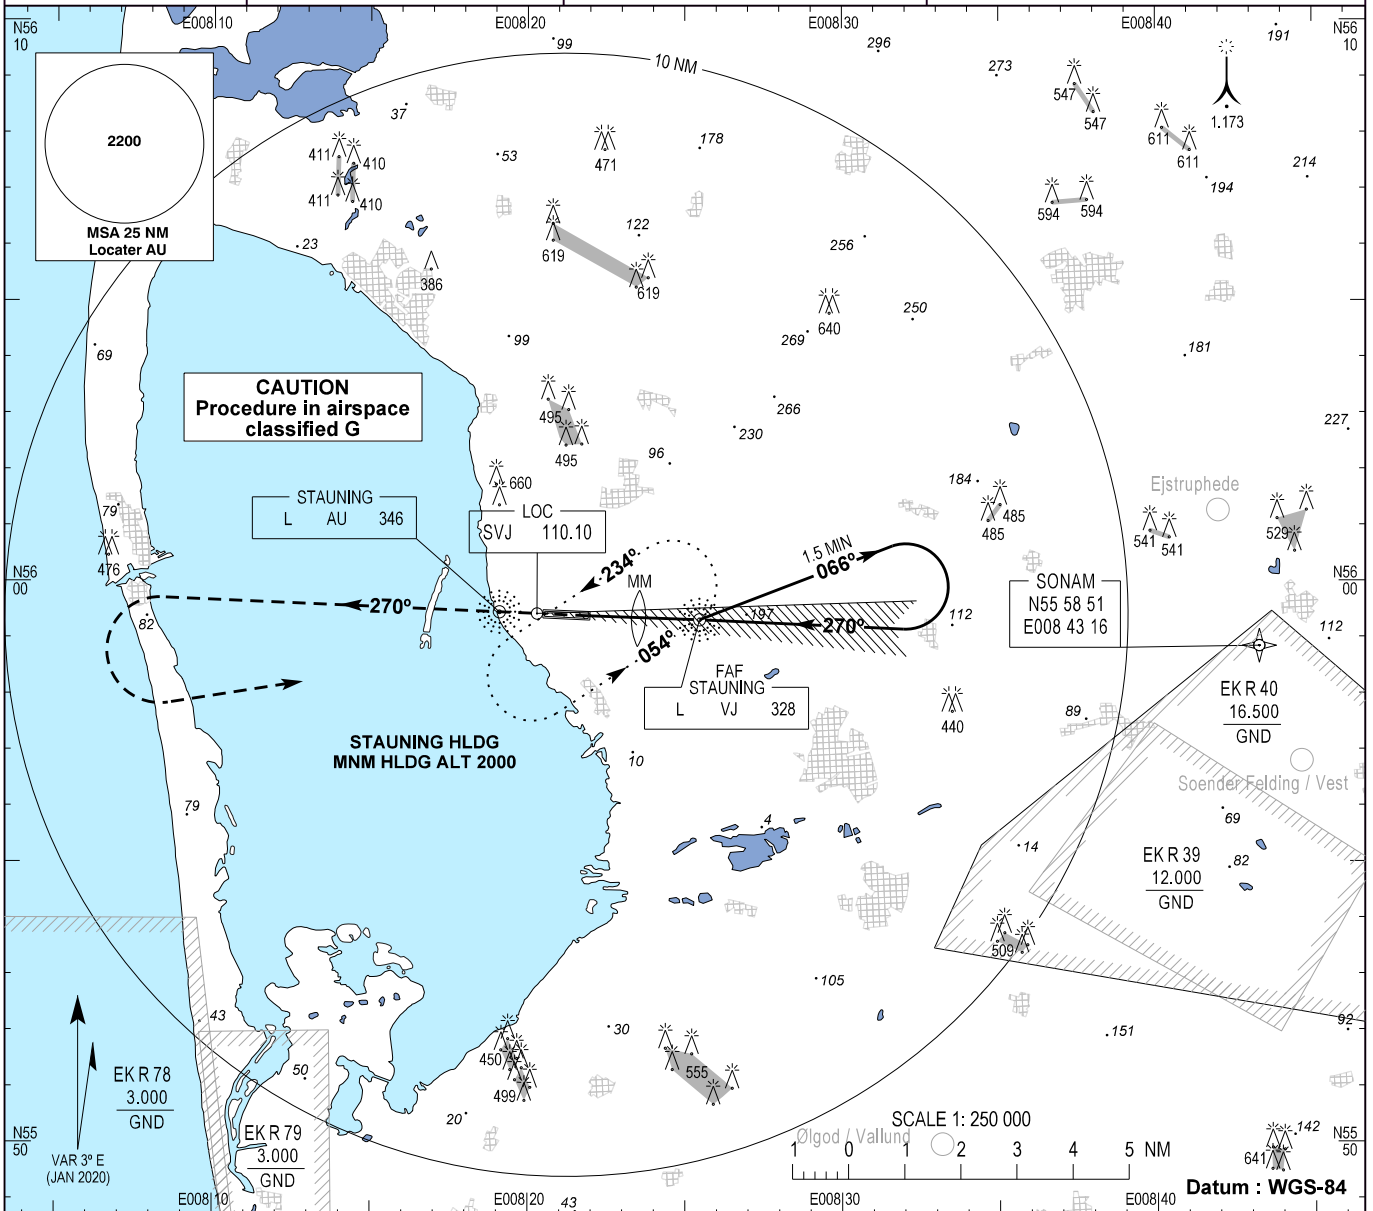 N56
10
E008 10
E008 20
E008 30
E008 40
N56
10
99
296
191
10 NM
273
547
547
1.173
37
611
611
2200
178
411
410
53
471
214
194
411
410
594
594
MSA 25 NM
Locater AU
23
122
256
619
386
619
250
640
99
269
69
181
CAUTION
Procedure in airspace
classified G
266
495
230
227
495
96
184
660
Ejstruphede
STAUNING
L AU 346
LOC
SVJ 110.10
79
485
485
529
541
541
476
234º
1.5 MIN
066º
MM
N56
00
N56
00
SONAM
N55 58 51
E008 43 16
270º
197
270º
112
82
112
054º
FAF
STAUNING
L VJ 328
EK R 40
16.500
GND
89
440
STAUNING HLDG
MNM HLDG ALT 2000
10
Soender Felding / Vest
79
4
69
14
EK R 39
12.000
GND
82
509
105
43
30
151
92
450
555
50
499
EK R 78
3.000
GND
20
SCALE 1: 250 000
EK R 79
3.000
GND
Ølgod / Vallund
142
N55
50
N55
50
1 0 1 2 3 4 5 NM
641
VAR 3º E
(JAN 2020)
Datum : WGS-84
E008 10
E008 20
43
E008 30
E008 40